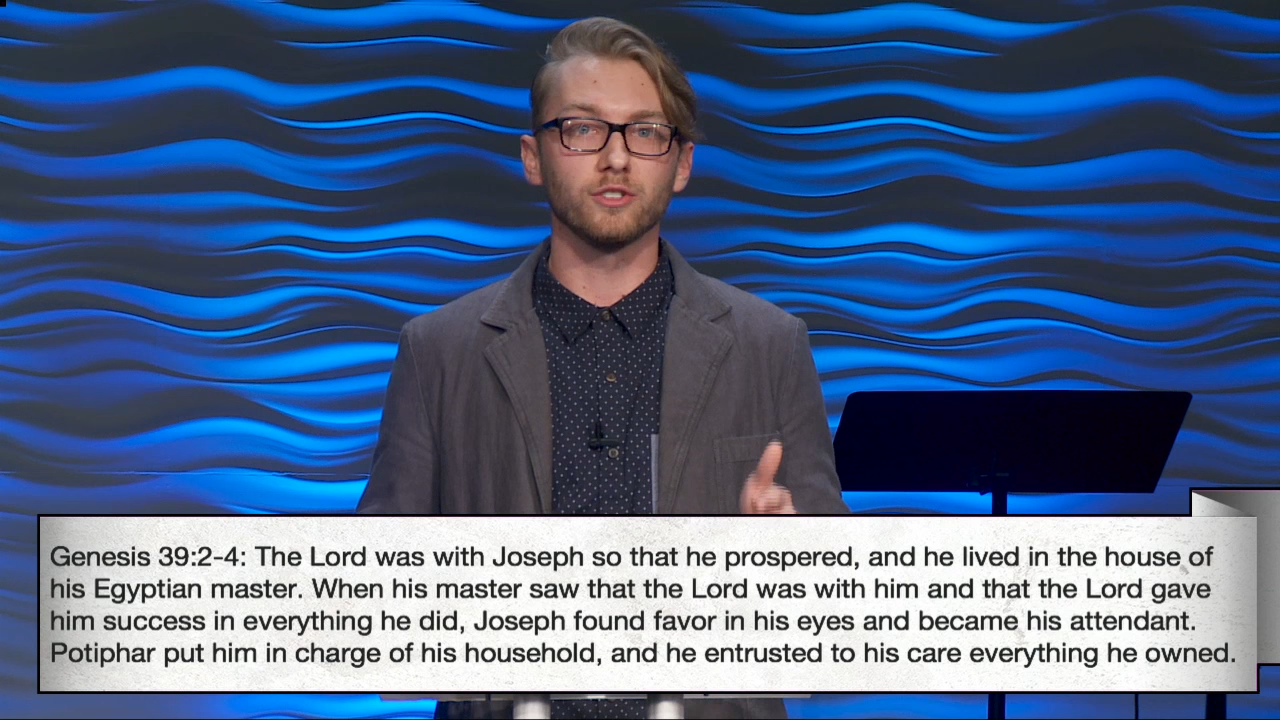 Genesis 39:2-4: The Lord was with Joseph so that he prospered, and he lived in the house of
his Egyptian master. When his master saw that the Lord was with him and that the Lord gave
him success in everything he did, Joseph found favor in his eyes and became his attendant.
Potiphar put him in charge of his household, and he entrusted to his care everything he owned.